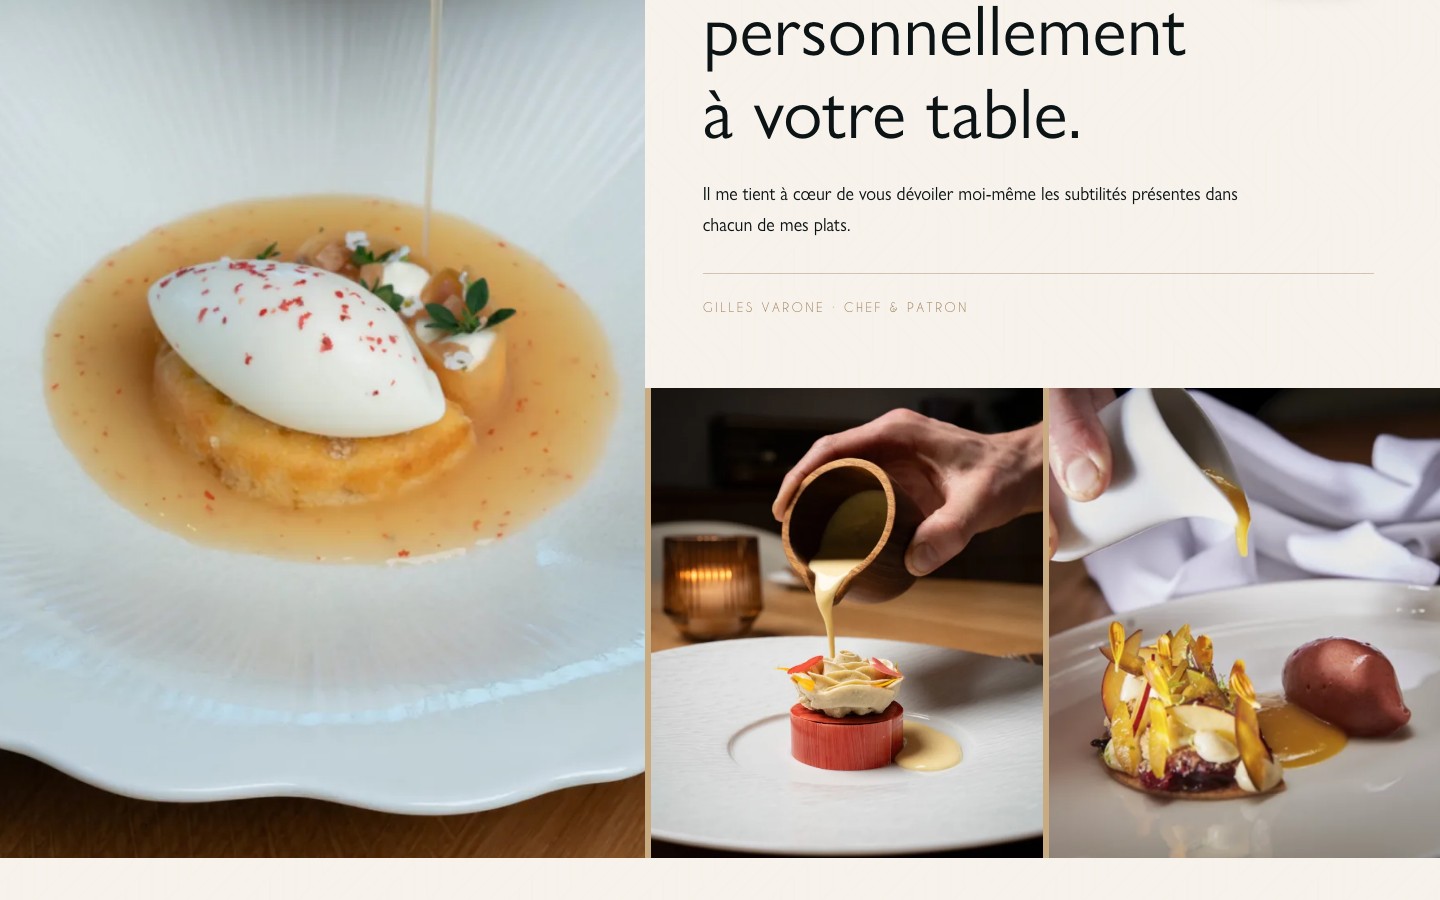 personnellement
à votre table.
Il me tient à cœur de vous dévoiler moi-même les subtilités présentes dans
chacun de mes plats.
GILLES VARONE · CHEF & PATRON